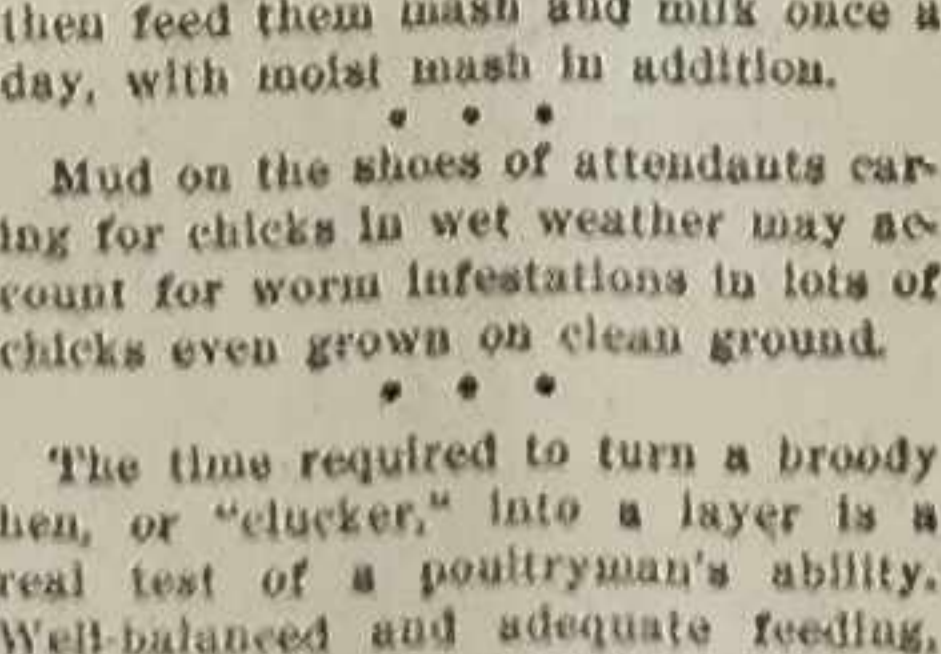 then feed them mash and milk once a
day, with moist mash in addition.
• • •
Mud on the shoes of attendants car-
ing for chicks in wet weather may ac-
count for worm infestations in lots of
chicks even grown on clean ground.
• • •
The time required to turn a broody
hen, or "clucker," into a layer is a
real test of a poultryman's ability.
Well-balanced and adequate feeding,